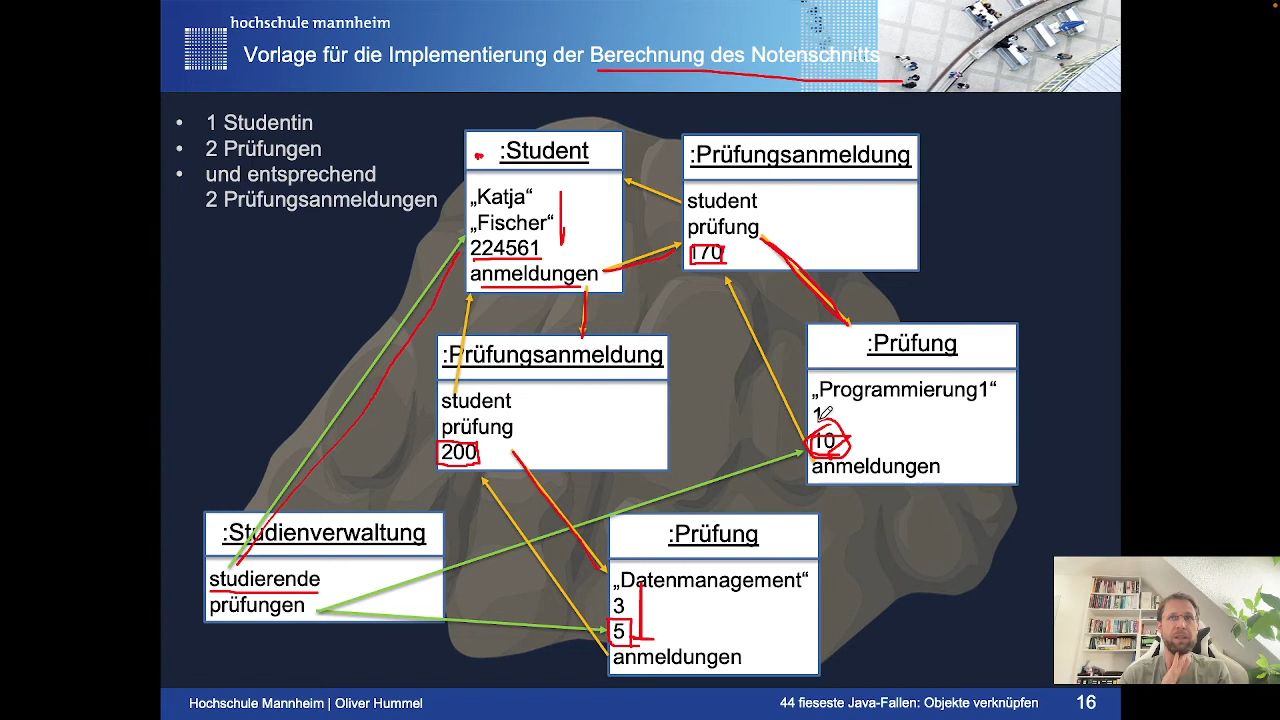 hochschule mannheim
Vorlage für die Implementierung der Berechnung des Notenschnitts
• 1 Studentin
• 2 Prüfungen
• und entsprechend
2 Prüfungsanmeldungen
:Student
„Katja“
„Fischer“
224561
anmeldungen
:Prüfungsanmeldung
student
prüfung
170
:Prüfungsanmeldung
student
prüfung
200
:Prüfung
„Programmierung1“
1
10
anmeldungen
:Studienverwaltung
studierende
prüfungen
:Prüfung
„Datenmanagement“
3
5
anmeldungen
Hochschule Mannheim | Oliver Hummel
44 fieseste Java-Fallen: Objekte verknüpfen
16